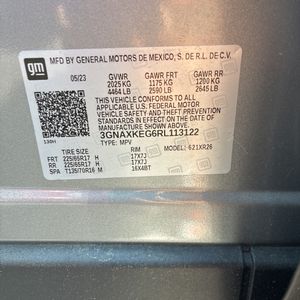 gm
MFD BY GENERAL MOTORS DE MEXICO, S. DE R.L. DE C.V.
05/23 GVWR GAWR FRT GAWR RR
2025 KG 1175 KG 1200 KG
4464 LB 2590 LB 2645 LB
THIS VEHICLE CONFORMS TO ALL
APPLICABLE U.S. FEDERAL MOTOR
VEHICLE SAFETY AND THEFT
PREVENTION STANDARDS IN
EFFECT ON THE DATE OF
MANUFACTURE SHOWN ABOVE.
3GNAXKEG6RL113122
TYPE: MPV MODEL: 621XR26
TIRE SIZE RIM
FRT 225/65R17 H 17X7J
RR 225/65R17 H 17X7J
SPA T135/70R16 M 16X4BT